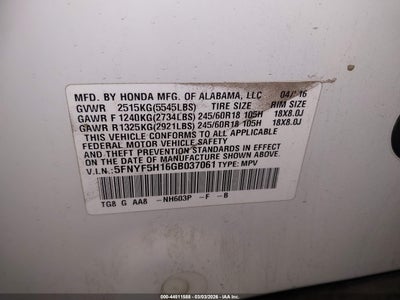 MFD. BY HONDA MFG. OF ALABAMA, LLC 04/16
GVWR 2515KG(5545LBS) TIRE SIZE RIM SIZE
GAWR F 1240KG(2734LBS) 245/60R18 105H 18X8.0J
GAWR R1325KG(2921LBS) 245/60R18 105H 18X8.0J
THIS VEHICLE CONFORMS TO ALL APPLICABLE
FEDERAL MOTOR VEHICLE SAFETY
AND THEFT PREVENTION STANDARDS IN EFFECT
ON THE DATE OF MANUFACTURE SHOWN ABOVE.
V.I.N.:5FNYF5H16GB037061 TYPE: MPV
TG8 G AA8 -NH603P -F -B
000-44911588 - 03/03/2026 - IAA Inc.